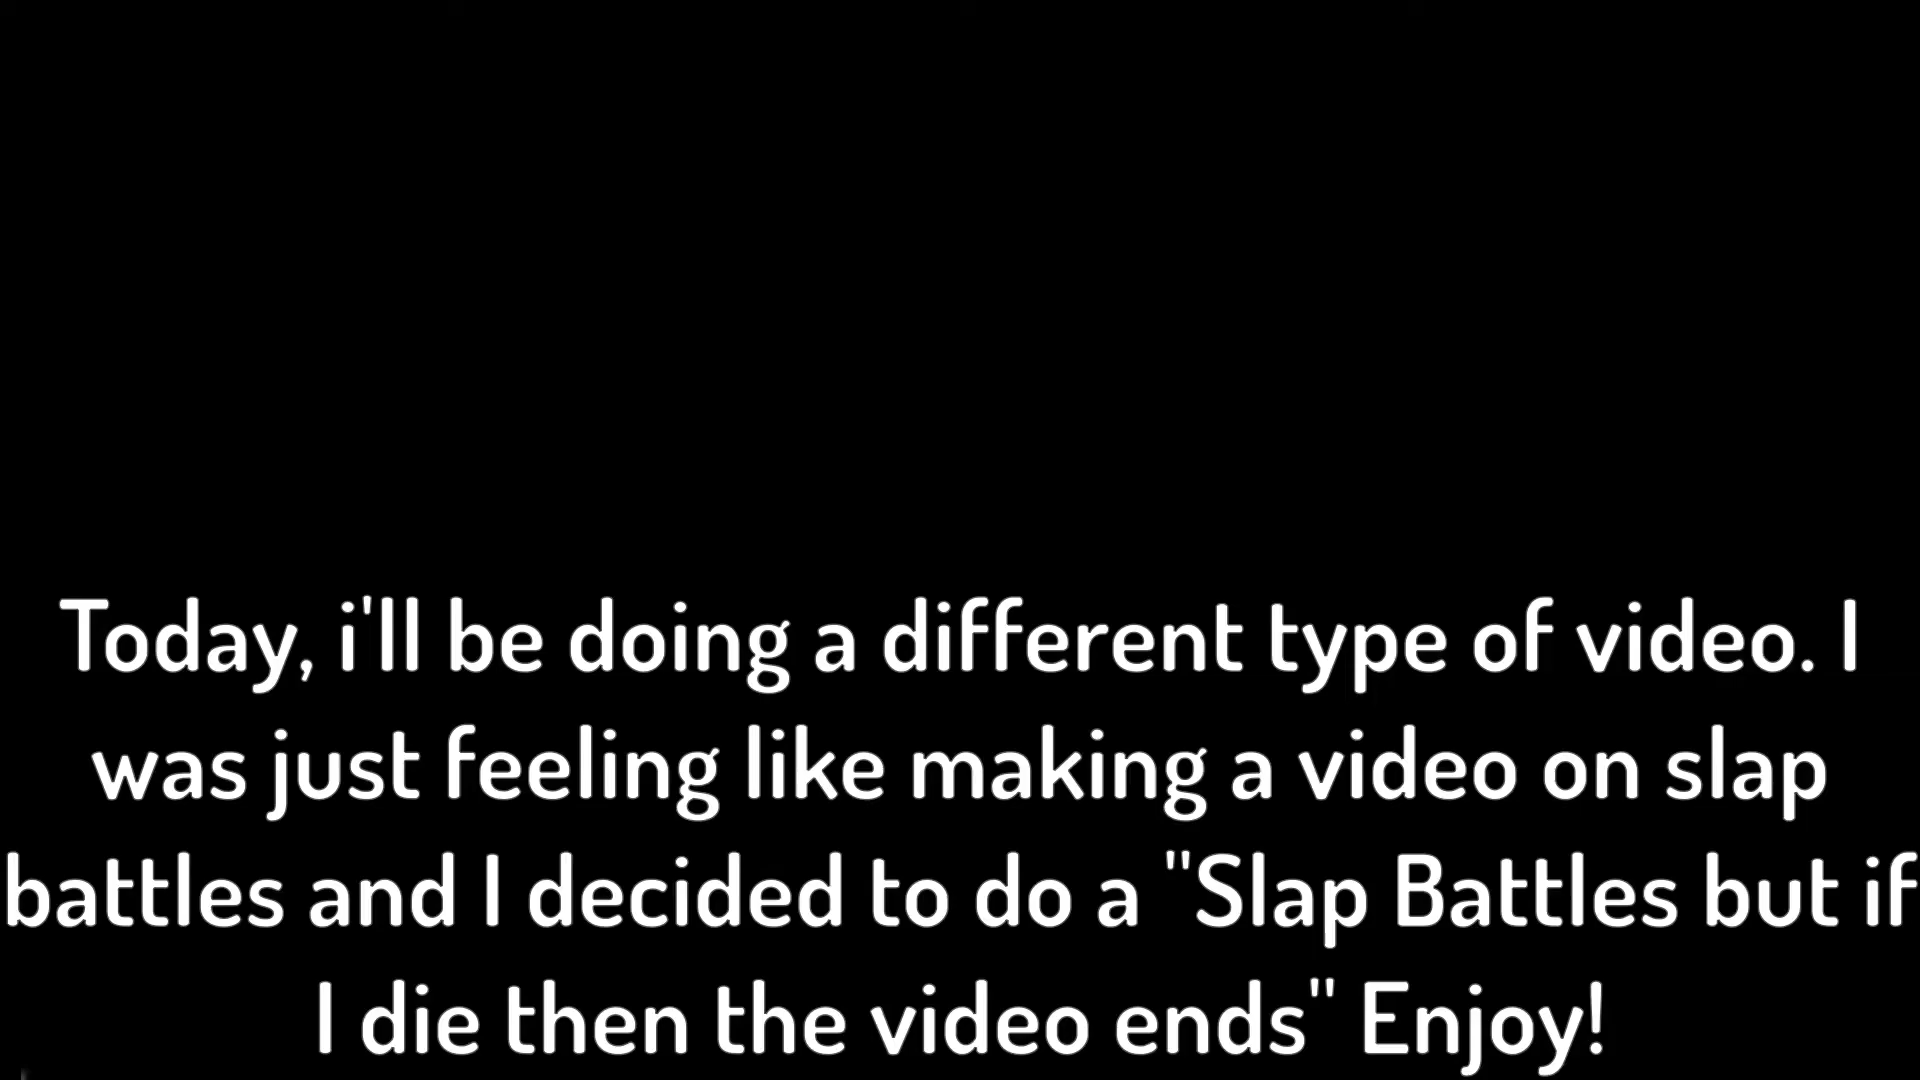 Today, i'll be doing a different type of video. I
was just feeling like making a video on slap
battles and I decided to do a "Slap Battles but if
I die then the video ends" Enjoy!